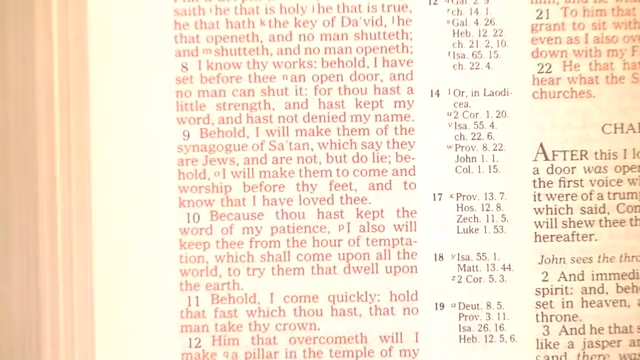 saith he that is holy, he that is true,
he that hath the key of Da'vid, he
that openeth, and no man shutteth;
and shutteth, and no man openeth;
8 I know thy works: behold, I have
set before thee an open door, and
no man can shut it: for thou hast a
little strength, and hast kept my
word, and hast not denied my name.
9 Behold, I will make them of the
synagogue of Sa'tan, which say they
are Jews, and are not, but do lie; be-
hold, I will make them to come and
worship before thy feet, and to
know that I have loved thee.
10 Because thou hast kept the
word of my patience, I also will
keep thee from the hour of tempta-
tion, which shall come upon all the
world, to try them that dwell upon
the earth.
11 Behold, I come quickly: hold
that fast which thou hast, that no
man take thy crown.
12 Him that overcometh will I
make a pillar in the temple of my
ch. 14. 1.
Gal. 4. 26.
Heb. 12. 22
ch. 21. 2, 10.
Isa. 65. 15.
ch. 22. 4.
14 Or, in Laodi-
cea.
2 Cor. 1. 20.
Isa. 55. 4.
ch. 22. 6.
Prov. 8. 22.
John 1. 1.
Col. 1. 15.
17 Prov. 13. 7.
Hos. 12. 8.
Zech. 11. 5.
Luke 1. 53.
18 Isa. 55. 1.
Matt. 13. 44.
2 Cor. 5. 3.
19 Deut. 8. 5.
Prov. 3. 11.
Isa. 26. 16.
Heb. 12. 5, 6.
21 To him that
grant to sit with
even as I also ov
down with my F
22 He that hat
hear what the S
churches.
CHA
AFTER this I lo
a door was open
the first voice w
it were of a trum
which said, Com
will shew thee th
hereafter.
John sees the thro
2 And immedi
spirit: and, beh
set in heaven, a
throne.
3 And he that s
like a jasper a
and there was